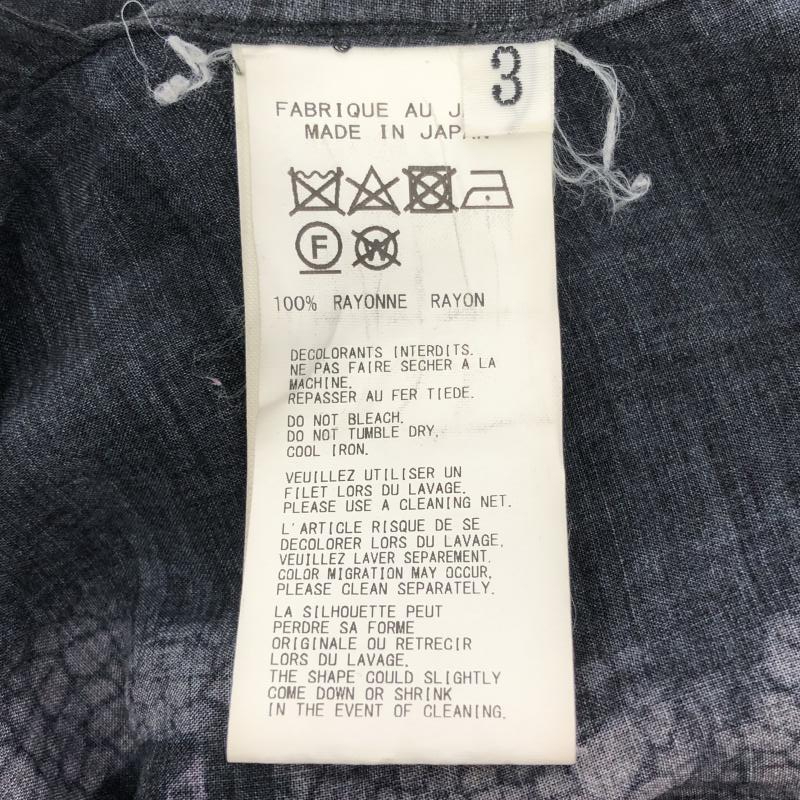 3
FABRIQUE AU
MADE IN JAPAN
F
W
100% RAYONNE RAYON
DECOLORANTS INTERDITS.
NE PAS FAIRE SECHER A LA
MACHINE.
REPASSER AU FER TIEDE.
DO NOT BLEACH.
DO NOT TUMBLE DRY.
COOL IRON.
VEUILLEZ UTILISER UN
FILET LORS DU LAVAGE.
PLEASE USE A CLEANING NET.
L'ARTICLE RISQUE DE SE
DECOLORER LORS DU LAVAGE,
VEUILLEZ LAVER SEPAREMENT.
COLOR MIGRATION MAY OCCUR,
PLEASE CLEAN SEPARATELY.
LA SILHOUETTE PEUT
PERDRE SA FORME
ORIGINALE OU RETRECIR
LORS DU LAVAGE.
THE SHAPE COULD SLIGHTLY
COME DOWN OR SHRINK
IN THE EVENT OF CLEANING.